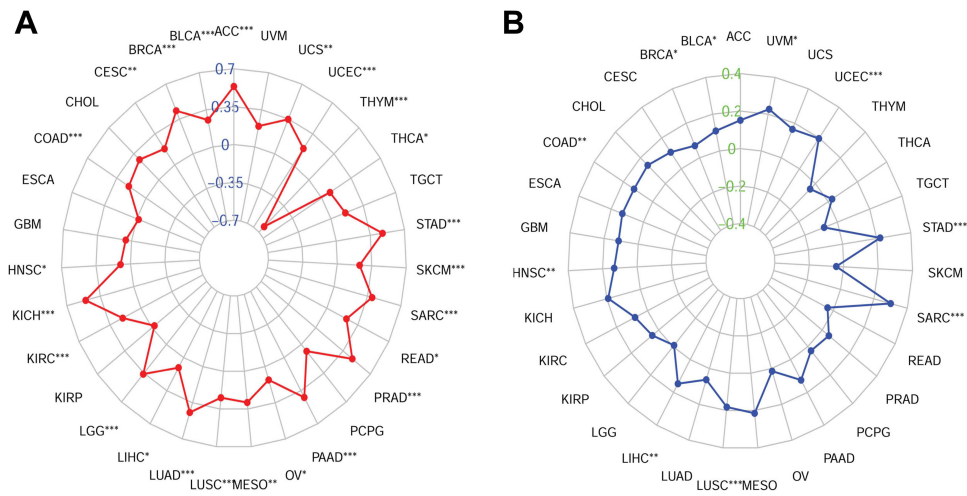 A
ACC***
UVM
UCS**
UCEC***
THYM***
THCA*
TGCT
STAD***
SKCM***
SARC***
READ*
PRAD***
PCPG
PAAD***
OV*
MESO**
LUSC**
LUAD***
LIHC*
LGG***
KIRP
KIRC***
KICH***
HNSC*
GBM
ESCA
COAD***
CHOL
CESC**
BRCA***
BLCA***
0.7
0.35
0
−0.35
−0.7
B
ACC
UVM*
UCS
UCEC***
THYM
THCA
TGCT
STAD***
SKCM
SARC***
READ
PRAD
PCPG
PAAD
OV
MESO
LUSC***
LUAD
LIHC**
LGG
KIRP
KIRC
KICH
HNSC**
GBM
ESCA
COAD**
CHOL
CESC
BRCA*
BLCA*
0.4
0.2
0
−0.2
−0.4